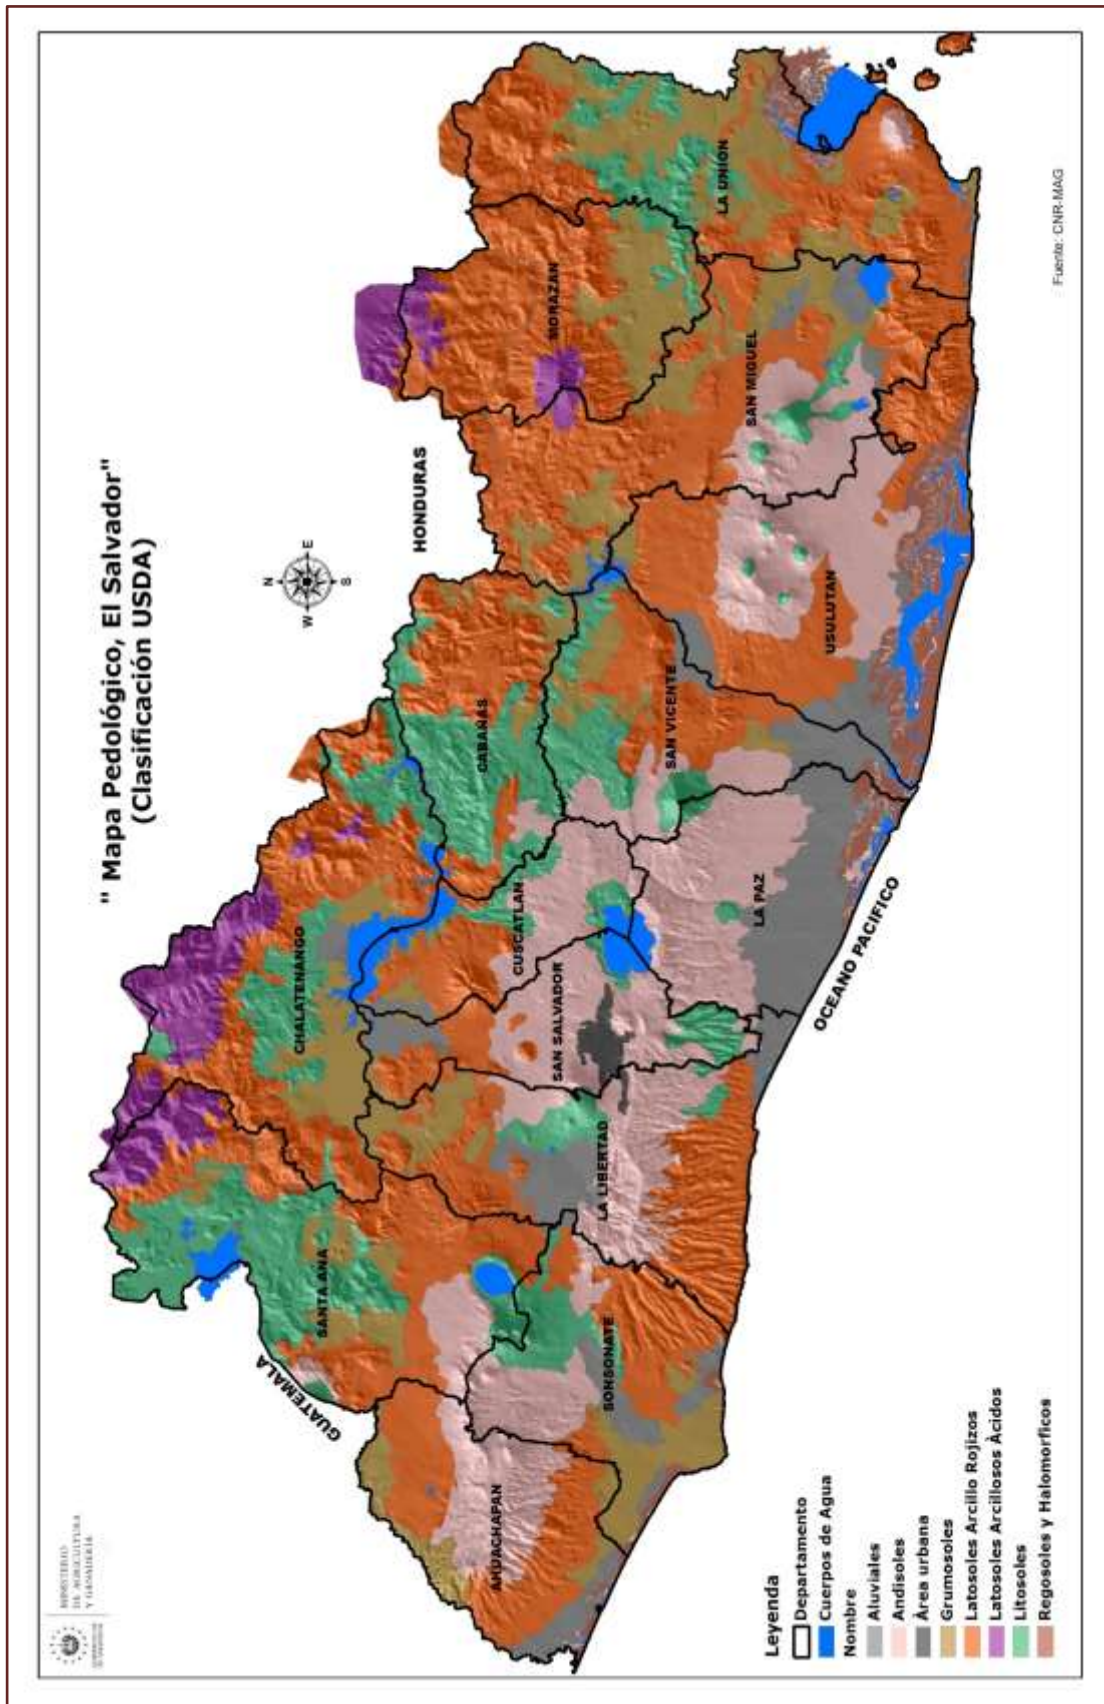 MINISTERIO
DE AGRICULTURA
Y GANADERÍA
" Mapa Pedológico, El Salvador"
(Clasificación USDA)
N
W
E
S
HONDURAS
GUATEMALA
OCEANO PACIFICO
SANTA ANA
CHALATENANGO
CABAÑAS
MORAZAN
LA UNION
AHUACHAPAN
SONSONATE
LA LIBERTAD
SAN SALVADOR
CUSCATLAN
LA PAZ
SAN VICENTE
USULUTAN
SAN MIGUEL
Leyenda
Departamento
Cuerpos de Agua
Nombre
Aluviales
Andisoles
Àrea urbana
Grumosoles
Latosoles Arcillo Rojizos
Latosoles Arcillosos Àcidos
Litosoles
Regosoles y Halomorficos
Fuente: CNR-MAG